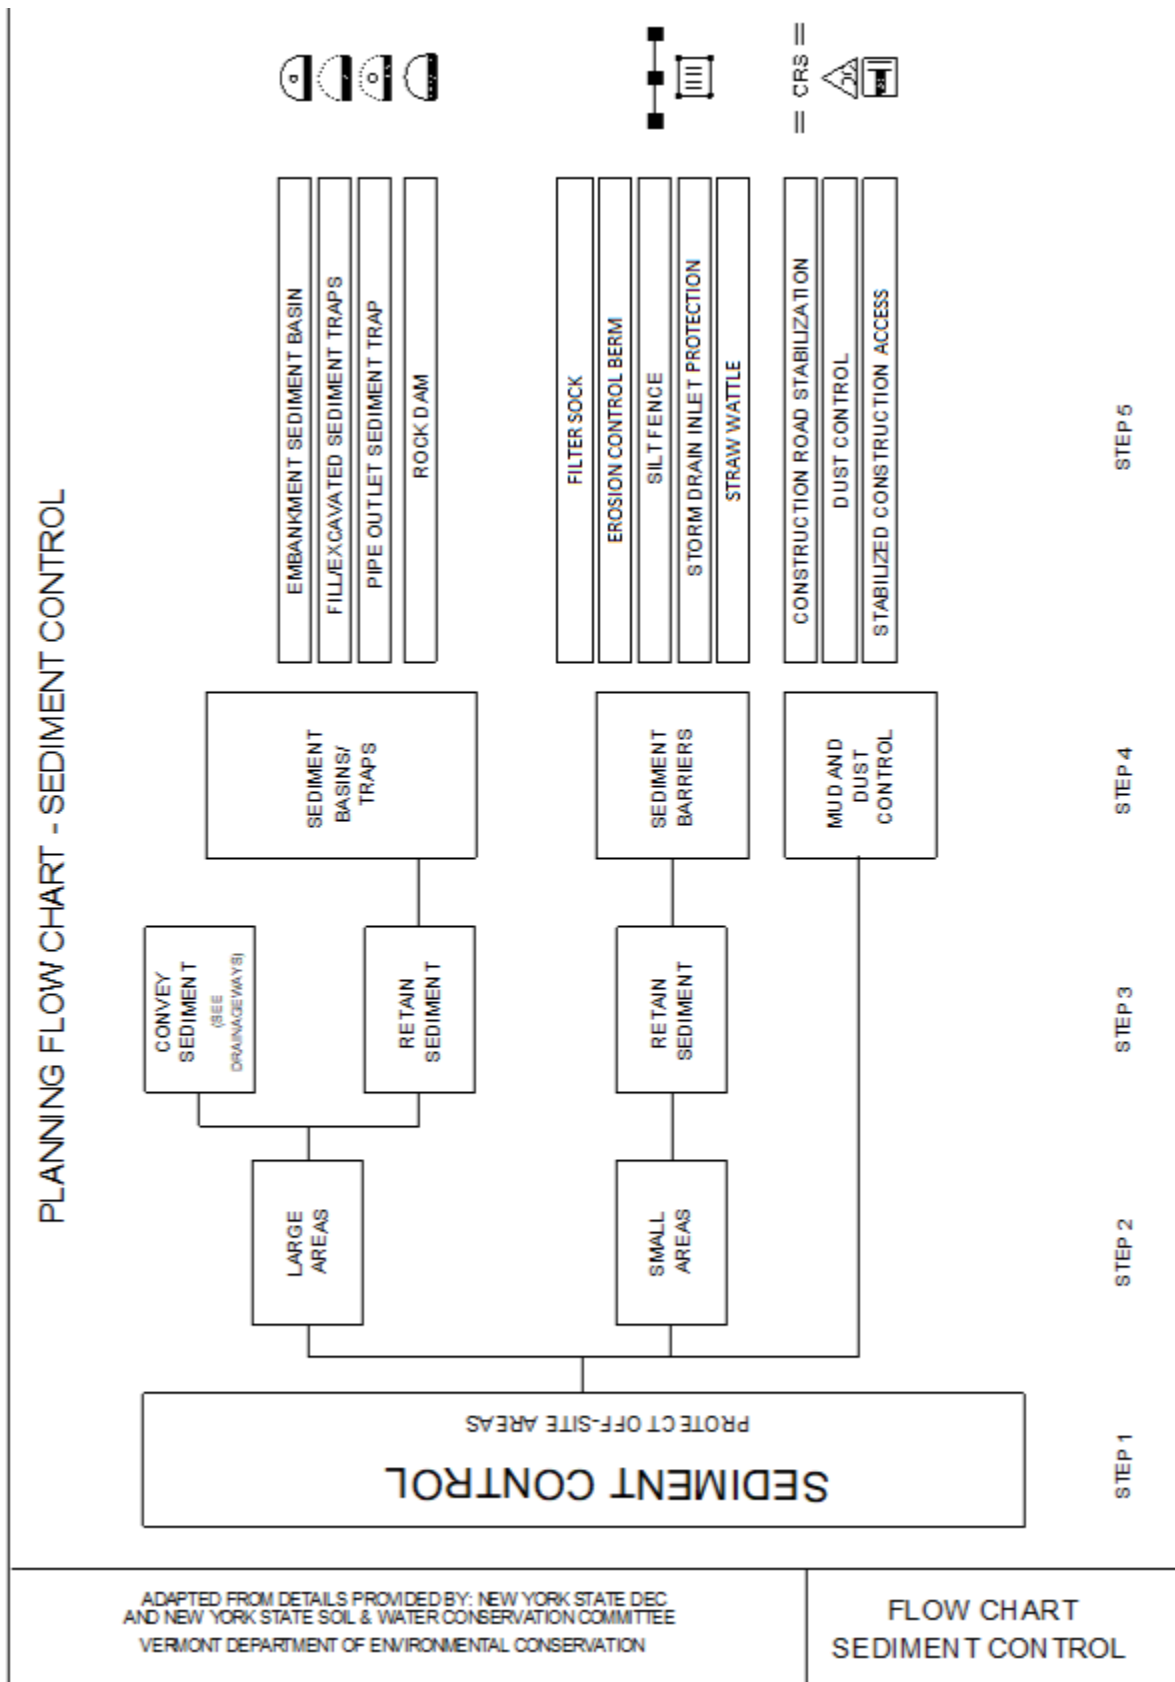 PLANNING FLOW CHART - SEDIMENT CONTROL
SEDIMENT CONTROL
PROTECT OFF-SITE AREAS
LARGE
AREAS
SMALL
AREAS
CONVEY
SEDIMENT
(SEE
DRAINAGEWAYS)
RETAIN
SEDIMENT
RETAIN
SEDIMENT
SEDIMENT
BASINS/
TRAPS
SEDIMENT
BARRIERS
MUD AND
DUST
CONTROL
EMBANKMENT SEDIMENT BASIN
FILL/EXCAVATED SEDIMENT TRAPS
PIPE OUTLET SEDIMENT TRAP
ROCK DAM
FILTER SOCK
EROSION CONTROL BERM
SILT FENCE
STORM DRAIN INLET PROTECTION
STRAW WATTLE
CONSTRUCTION ROAD STABILIZATION
DUST CONTROL
STABILIZED CONSTRUCTION ACCESS
= CRS =
DC
STEP 1
STEP 2
STEP 3
STEP 4
STEP 5
ADAPTED FROM DETAILS PROVIDED BY: NEW YORK STATE DEC
AND NEW YORK STATE SOIL & WATER CONSERVATION COMMITTEE
VERMONT DEPARTMENT OF ENVIRONMENTAL CONSERVATION
FLOW CHART
SEDIMENT CONTROL